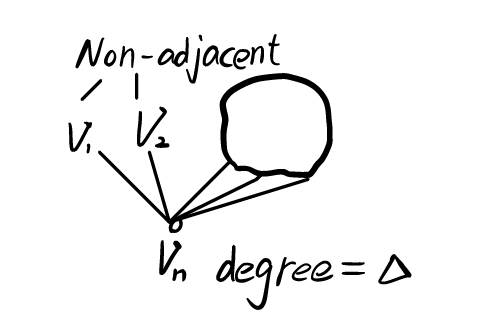 Non-adjacent
V₁ V₂
Vₙ degree = Δ